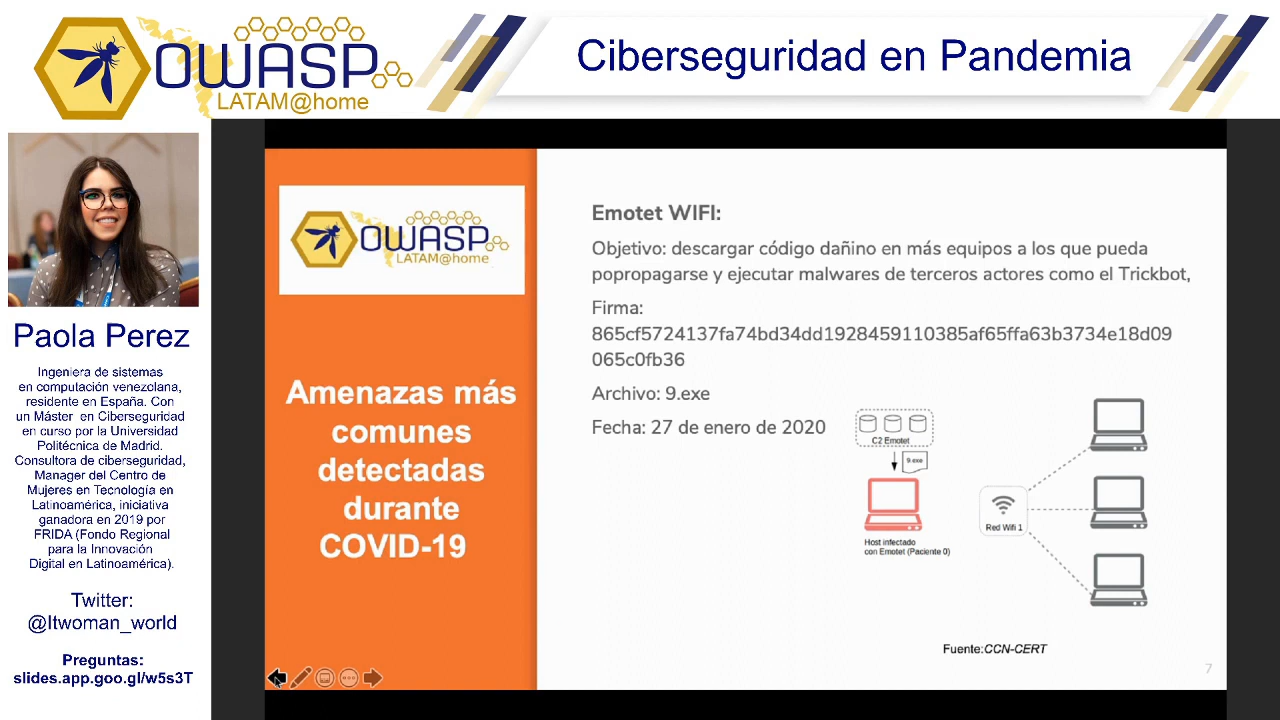 OWASP
LATAM@home
Ciberseguridad en Pandemia
Paola Perez
Ingeniera de sistemas
en computación venezolana,
residente en España. Con
un Máster en Ciberseguridad
en curso por la Universidad
Politécnica de Madrid.
Consultora de ciberseguridad,
Manager del Centro de
Mujeres en Tecnología en
Latinoamérica, iniciativa
ganadora en 2019 por
FRIDA (Fondo Regional
para la Innovación
Digital en Latinoamérica).
Twitter:
@Itwoman_world
Preguntas:
slides.app.goo.gl/w5s3T
OWASP
LATAM@home
Amenazas más
comunes
detectadas
durante
COVID-19
Emotet WIFI:
Objetivo: descargar código dañino en más equipos a los que pueda
popropagarse y ejecutar malwares de terceros actores como el Trickbot,
Firma:
865cf5724137fa74bd34dd1928459110385af65ffa63b3734e18d09
065c0fb36
Archivo: 9.exe
Fecha: 27 de enero de 2020
C2 Emotet
9.exe
Host infectado
con Emotet (Paciente 0)
Red Wifi 1
Fuente:CCN-CERT
7